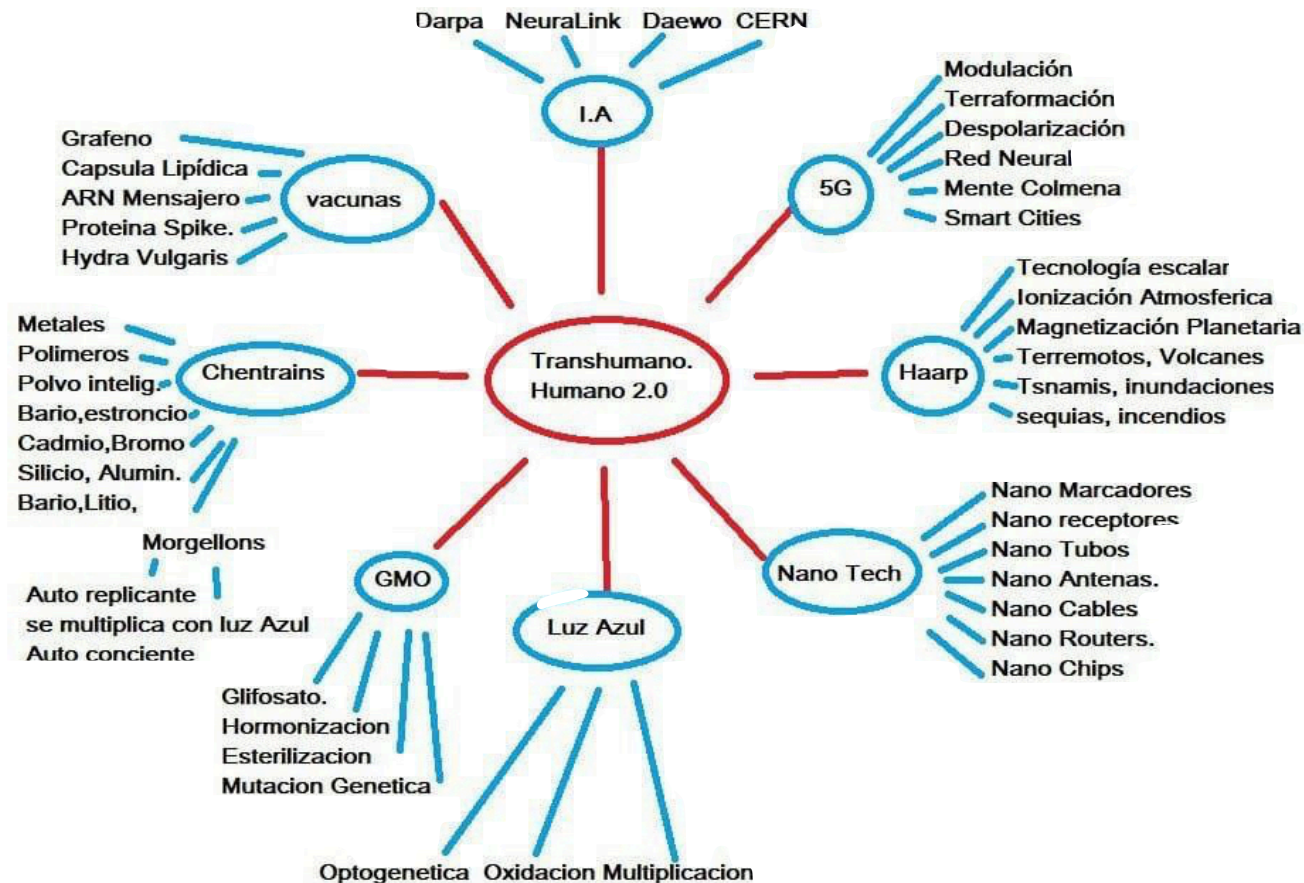 Darpa NeuraLink Daewo CERN
I.A
Grafeno
Capsula Lipídica
ARN Mensajero
Proteina Spike.
Hydra Vulgaris
vacunas
5G
Modulación
Terraformación
Despolarización
Red Neural
Mente Colmena
Smart Cities
Metales
Polimeros
Polvo intelig.
Bario,estroncio
Cadmio,Bromo
Silicio, Alumin.
Bario,Litio,
Chentrains
Morgellons
Auto replicante
se multiplica con luz Azul
Auto conciente
Transhumano.
Humano 2.0
Haarp
Tecnología escalar
Ionización Atmosferica
Magnetización Planetaria
Terremotos, Volcanes
Tsnamis, inundaciones
sequias, incendios
GMO
Glifosato.
Hormonizacion
Esterilizacion
Mutacion Genetica
Luz Azul
Optogenetica Oxidacion Multiplicacion
Nano Tech
Nano Marcadores
Nano receptores
Nano Tubos
Nano Antenas.
Nano Cables
Nano Routers.
Nano Chips